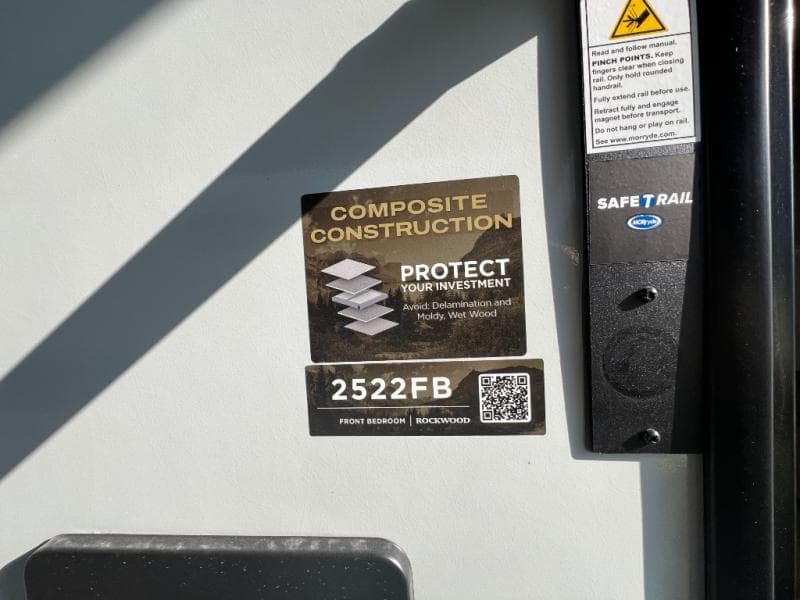 Read and follow manual.
PINCH POINTS. Keep
fingers clear when closing
rail. Only hold rounded
handrail.
Fully extend rail before use.
Retract fully and engage
magnet before transport.
Do not hang or play on rail.
See www.morryde.com.
SAFE T RAIL
MORryde
COMPOSITE
CONSTRUCTION
PROTECT
YOUR INVESTMENT
Avoid: Delamination and
Moldy, Wet Wood
2522FB
FRONT BEDROOM | ROCKWOOD